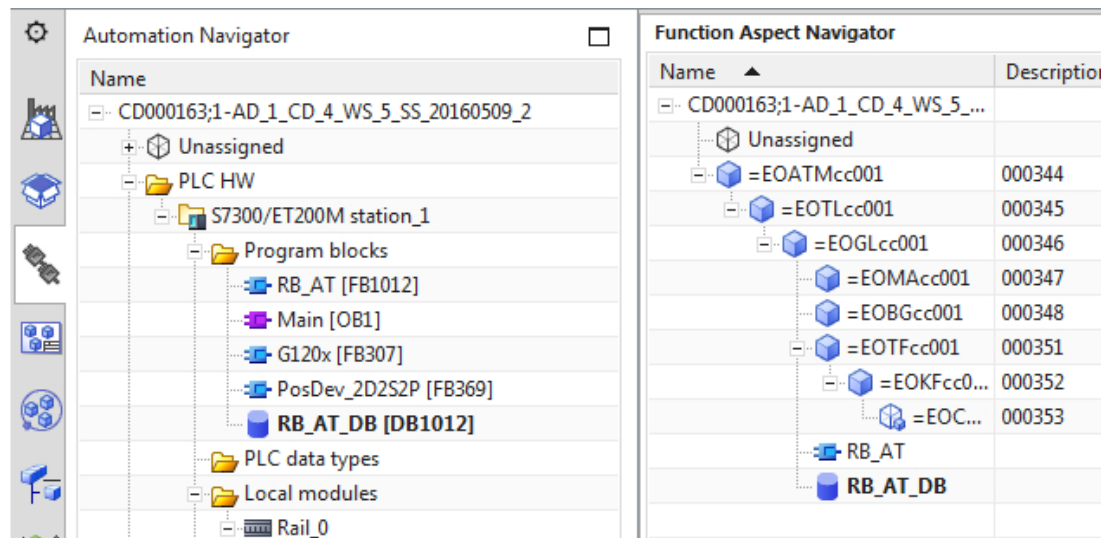 Automation Navigator
Name
CD000163;1-AD_1_CD_4_WS_5_SS_20160509_2
Unassigned
PLC HW
S7300/ET200M station_1
Program blocks
RB_AT [FB1012]
Main [OB1]
G120x [FB307]
PosDev_2D2S2P [FB369]
RB_AT_DB [DB1012]
PLC data types
Local modules
Rail_0
Function Aspect Navigator
Name Description
CD000163;1-AD_1_CD_4_WS_5_...
Unassigned
=EOATMcc001 000344
=EOTLcc001 000345
=EOGLcc001 000346
=EOMAcc001 000347
=EOBGcc001 000348
=EOTFcc001 000351
=EOKFcc0... 000352
=EOC... 000353
RB_AT
RB_AT_DB